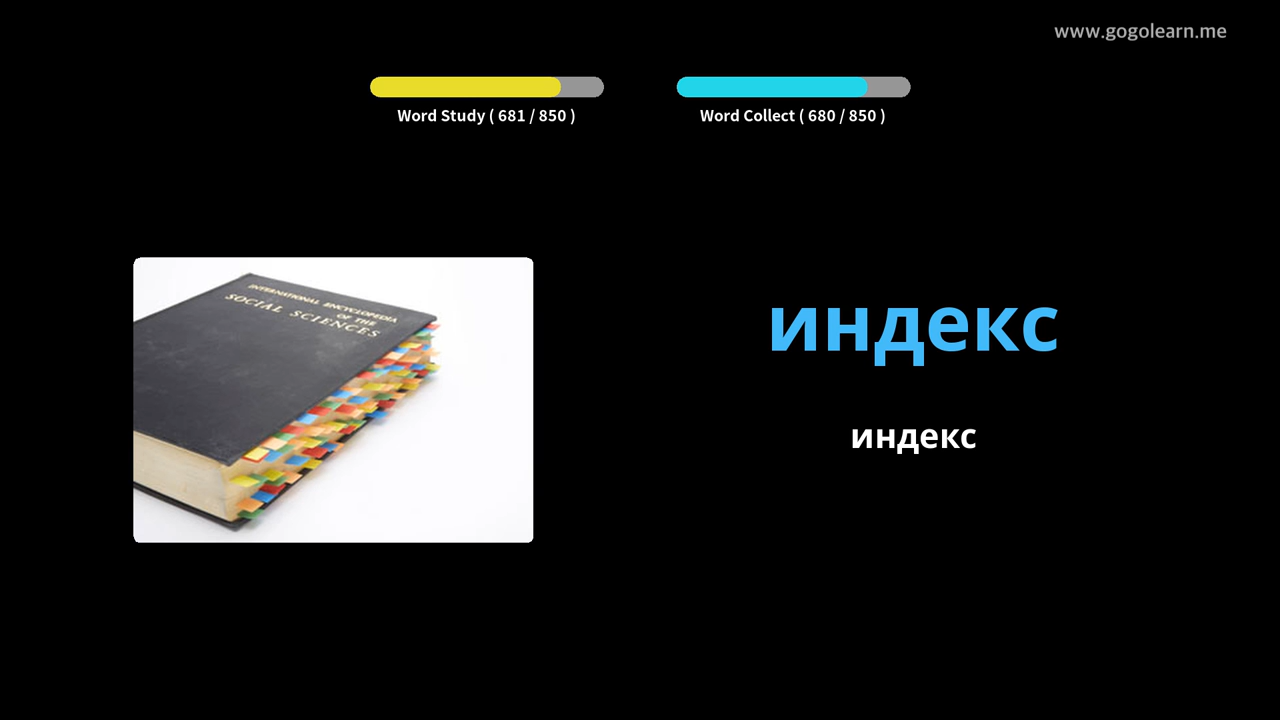 www.gogolearn.me
Word Study ( 681 / 850 )
Word Collect ( 680 / 850 )
INTERNATIONAL ENCYCLOPEDIA
OF THE
SOCIAL SCIENCES
индекс
индекс